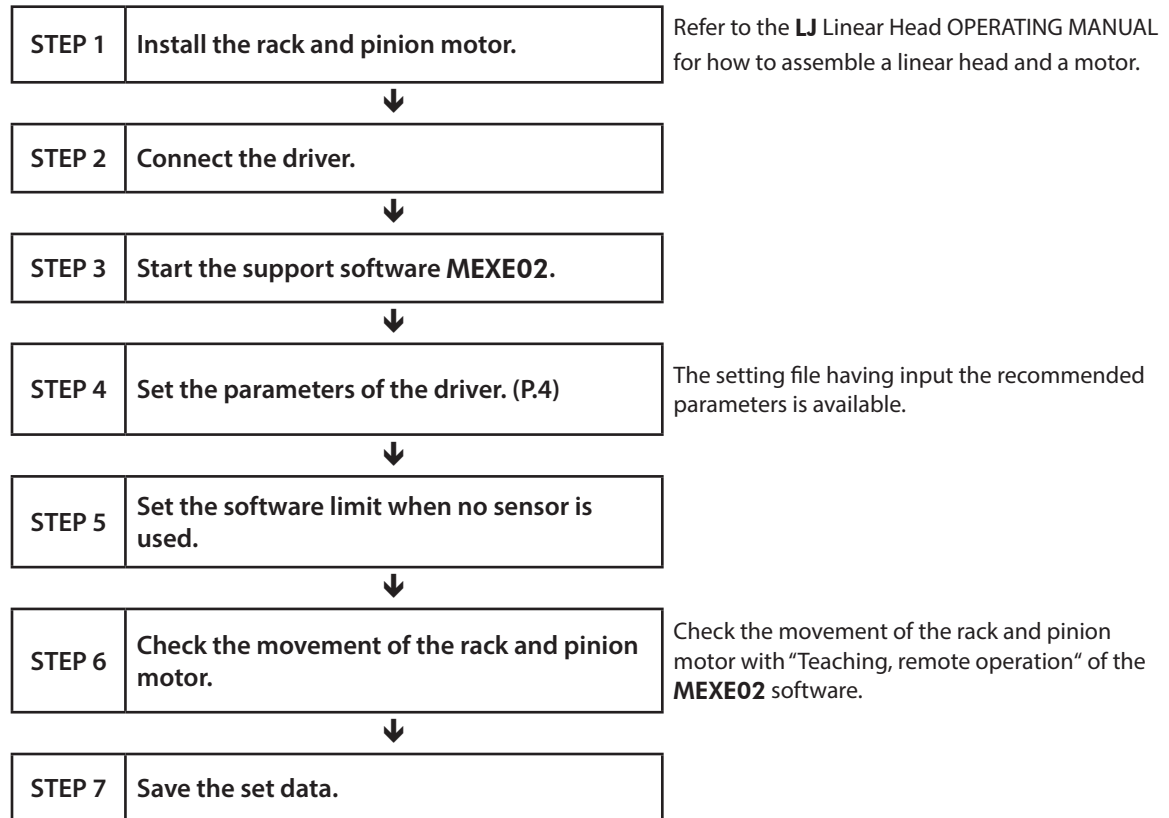 STEP 1
Install the rack and pinion motor.
Refer to the LJ Linear Head OPERATING MANUAL
for how to assemble a linear head and a motor.
STEP 2
Connect the driver.
STEP 3
Start the support software MEXE02.
STEP 4
Set the parameters of the driver. (P.4)
The setting file having input the recommended
parameters is available.
STEP 5
Set the software limit when no sensor is
used.
STEP 6
Check the movement of the rack and pinion
motor.
Check the movement of the rack and pinion
motor with “Teaching, remote operation“ of the
MEXE02 software.
STEP 7
Save the set data.